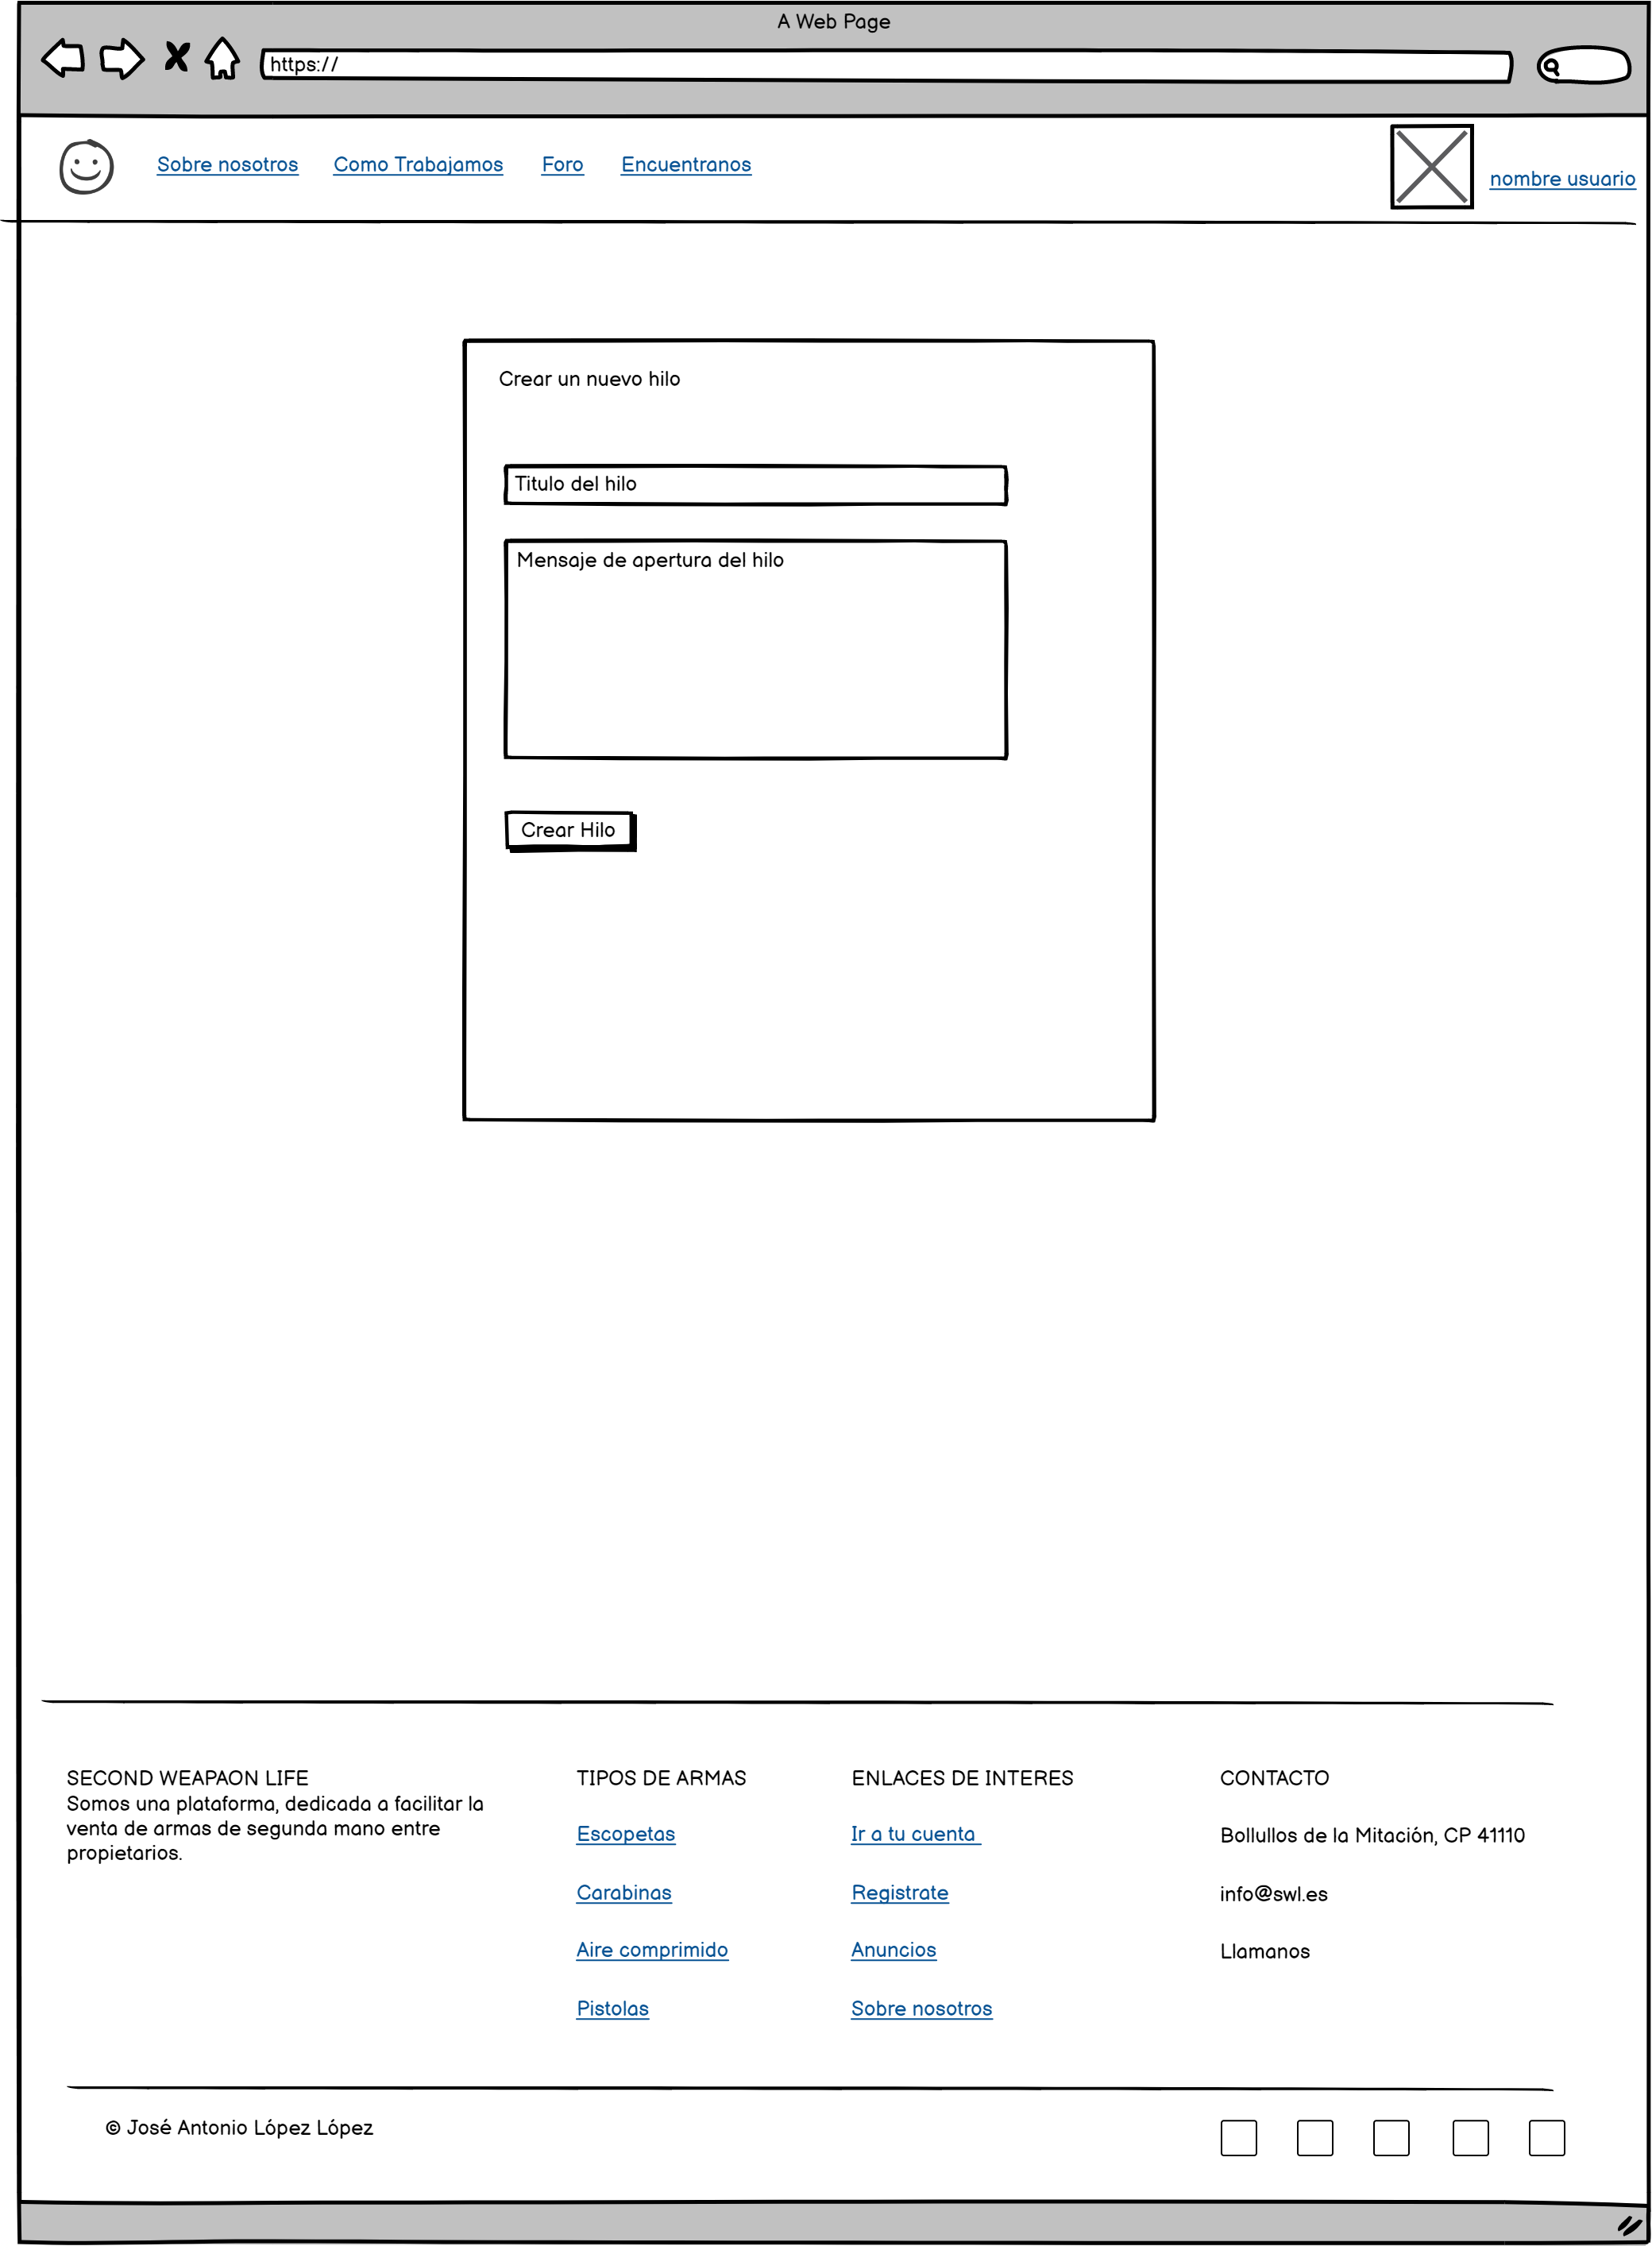 A Web Page
https://
Sobre nosotros Como Trabajamos Foro Encuentranos
nombre usuario
Crear un nuevo hilo
Titulo del hilo
Mensaje de apertura del hilo
Crear Hilo
SECOND WEAPAON LIFE
Somos una plataforma, dedicada a facilitar la
venta de armas de segunda mano entre
propietarios.
TIPOS DE ARMAS
Escopetas
Carabinas
Aire comprimido
Pistolas
ENLACES DE INTERES
Ir a tu cuenta
Registrate
Anuncios
Sobre nosotros
CONTACTO
Bollullos de la Mitación, CP 41110
info@swl.es
Llamanos
© José Antonio López López